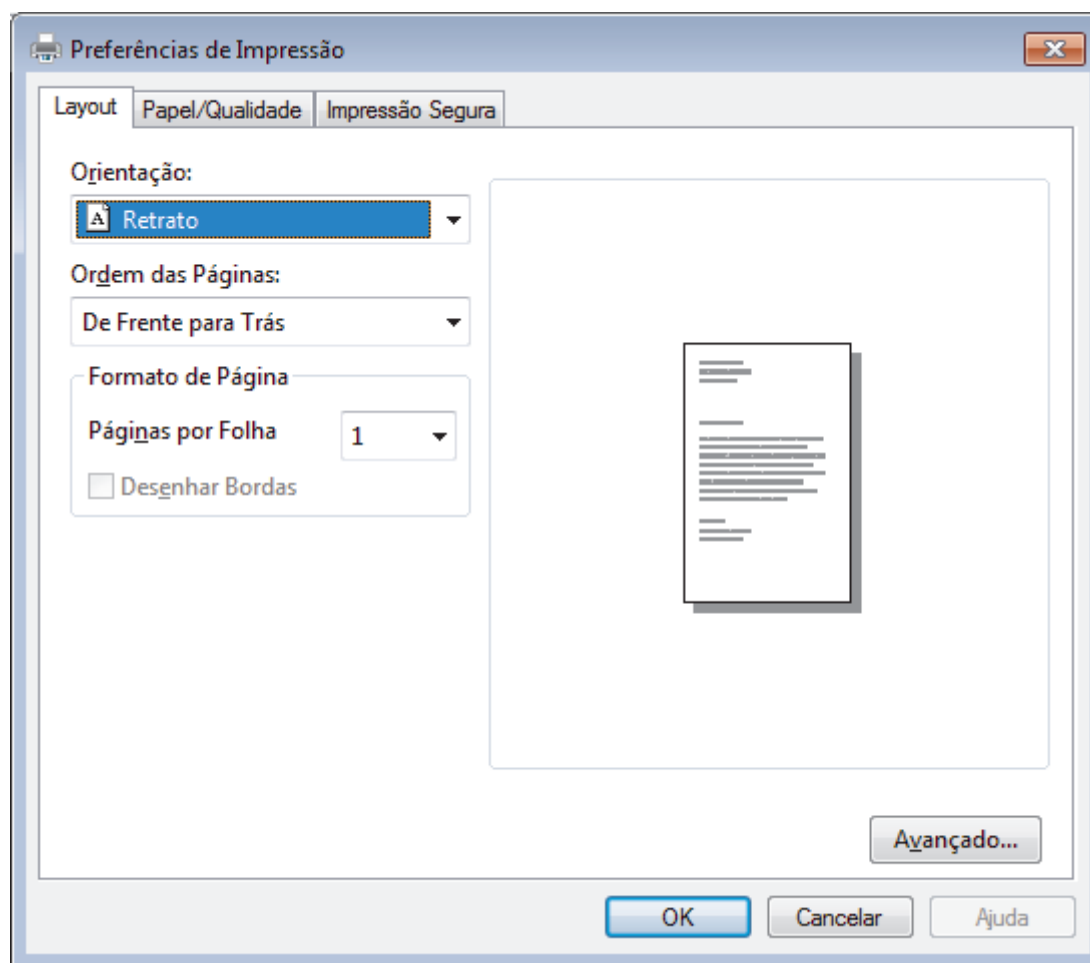 Preferências de Impressão
Layout Papel/Qualidade Impressão Segura
Orientação:
A Retrato
Ordem das Páginas:
De Frente para Trás
Formato de Página
Páginas por Folha 1
Desenhar Bordas
Avançado...
OK Cancelar Ajuda